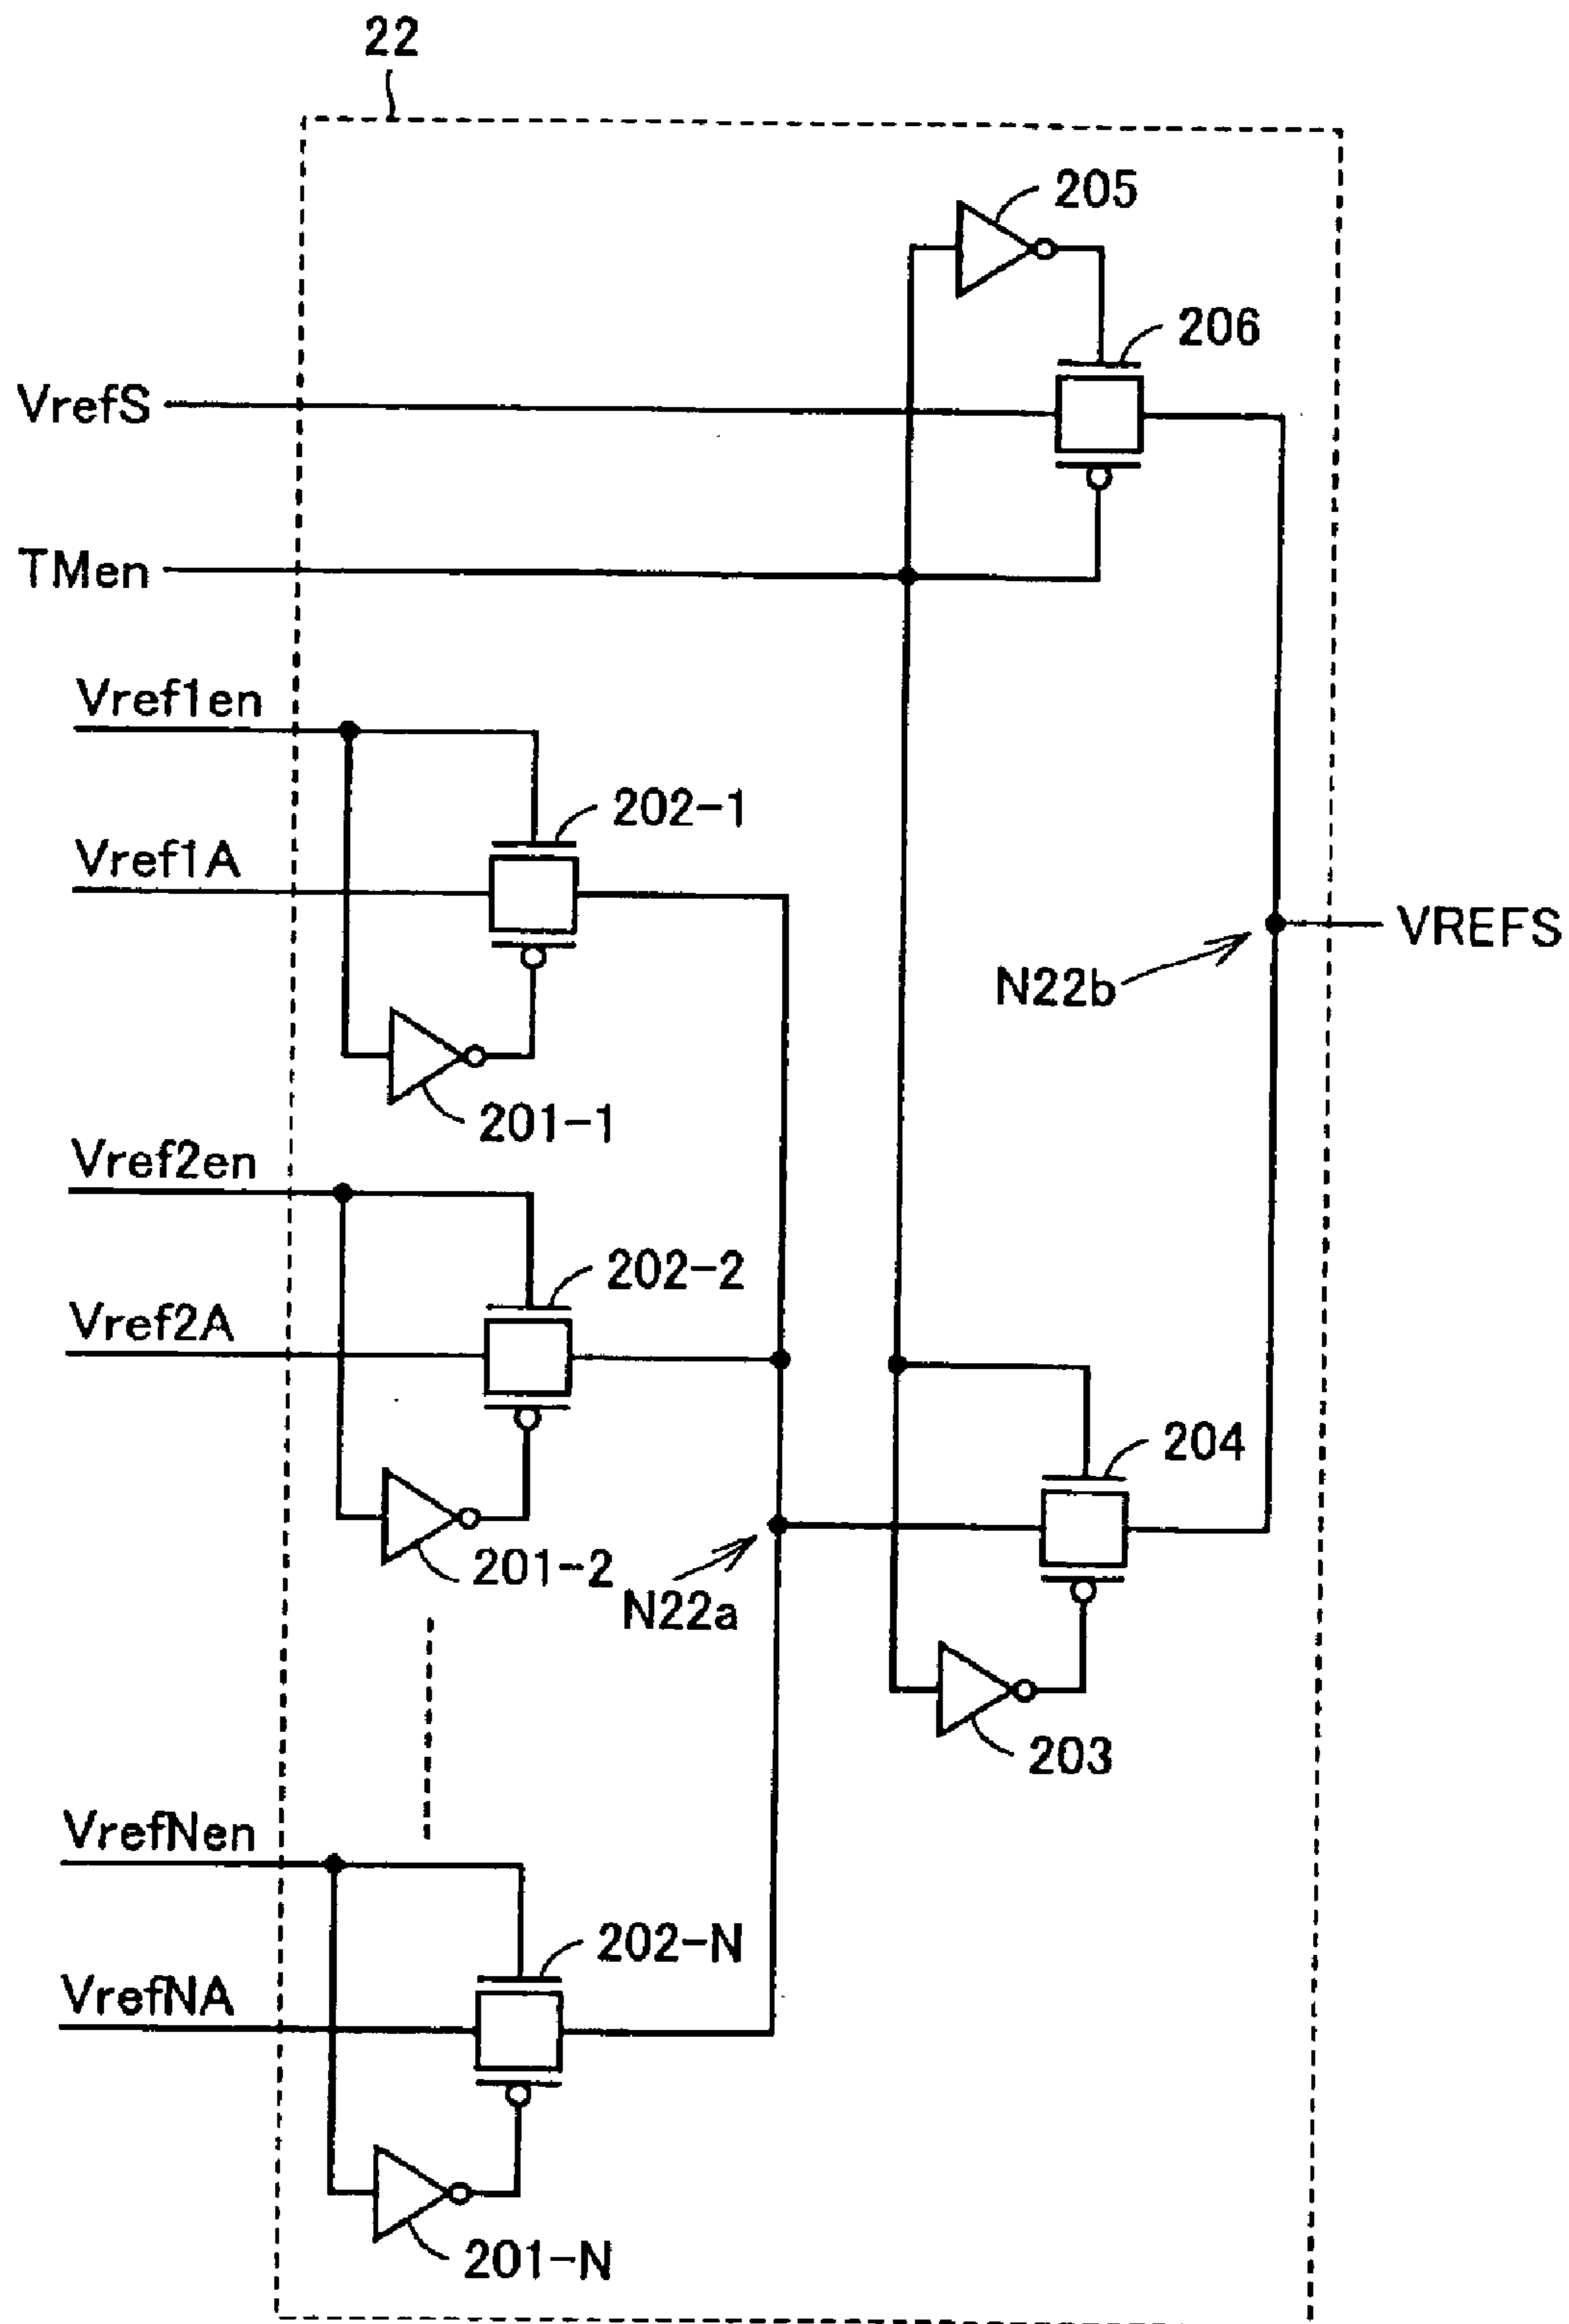 22
205
206
VrefS
TMen
Vref1en
202-1
Vref1A
VREFS
N22b
201-1
Vref2en
202-2
Vref2A
204
201-2
N22a
203
VrefNen
202-N
VrefNA
201-N